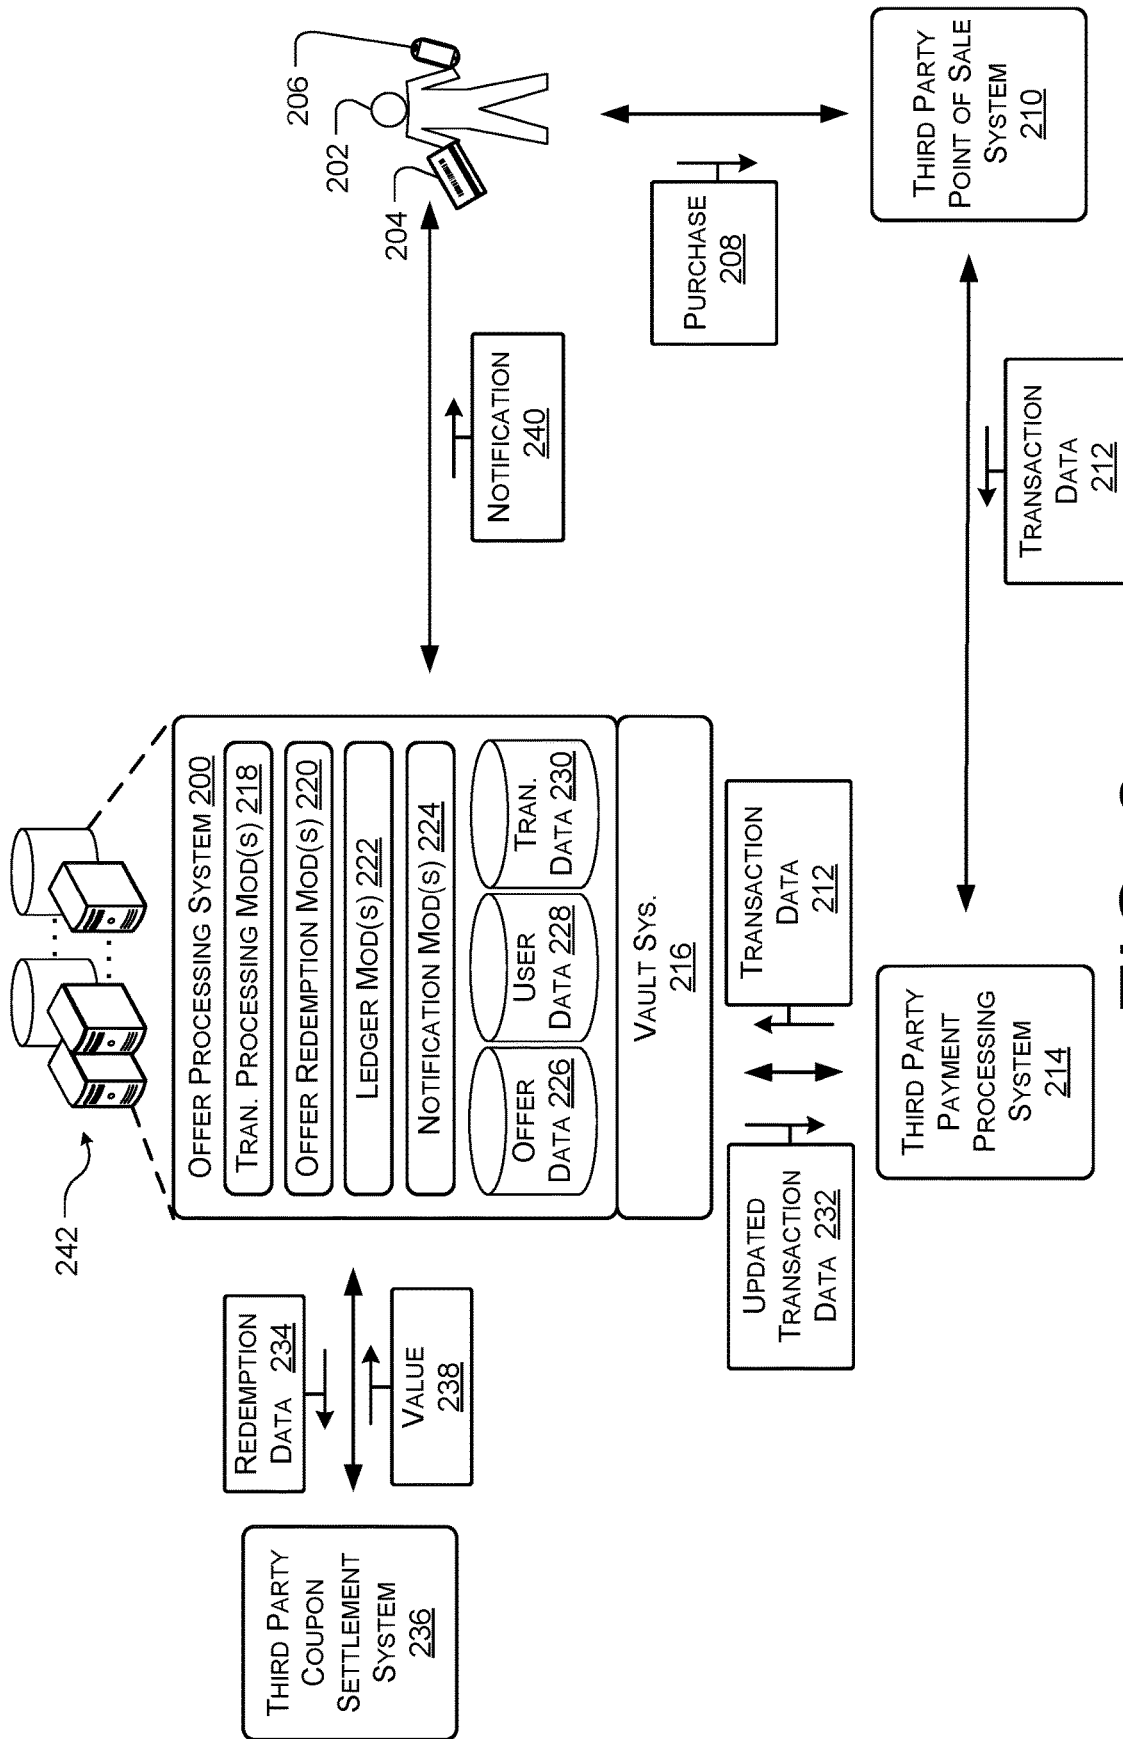 242
OFFER PROCESSING SYSTEM 200
TRAN. PROCESSING MOD(S) 218
OFFER REDEMPTION MOD(S) 220
LEDGER MOD(S) 222
NOTIFICATION MOD(S) 224
OFFER
DATA 226
USER
DATA 228
TRAN.
DATA 230
VAULT SYS.
216
REDEMPTION
DATA 234
VALUE
238
THIRD PARTY
COUPON
SETTLEMENT
SYSTEM
236
NOTIFICATION
240
204
202
206
PURCHASE
208
THIRD PARTY
POINT OF SALE
SYSTEM
210
TRANSACTION
DATA
212
THIRD PARTY
PAYMENT
PROCESSING
SYSTEM
214
UPDATED
TRANSACTION
DATA 232
TRANSACTION
DATA
212